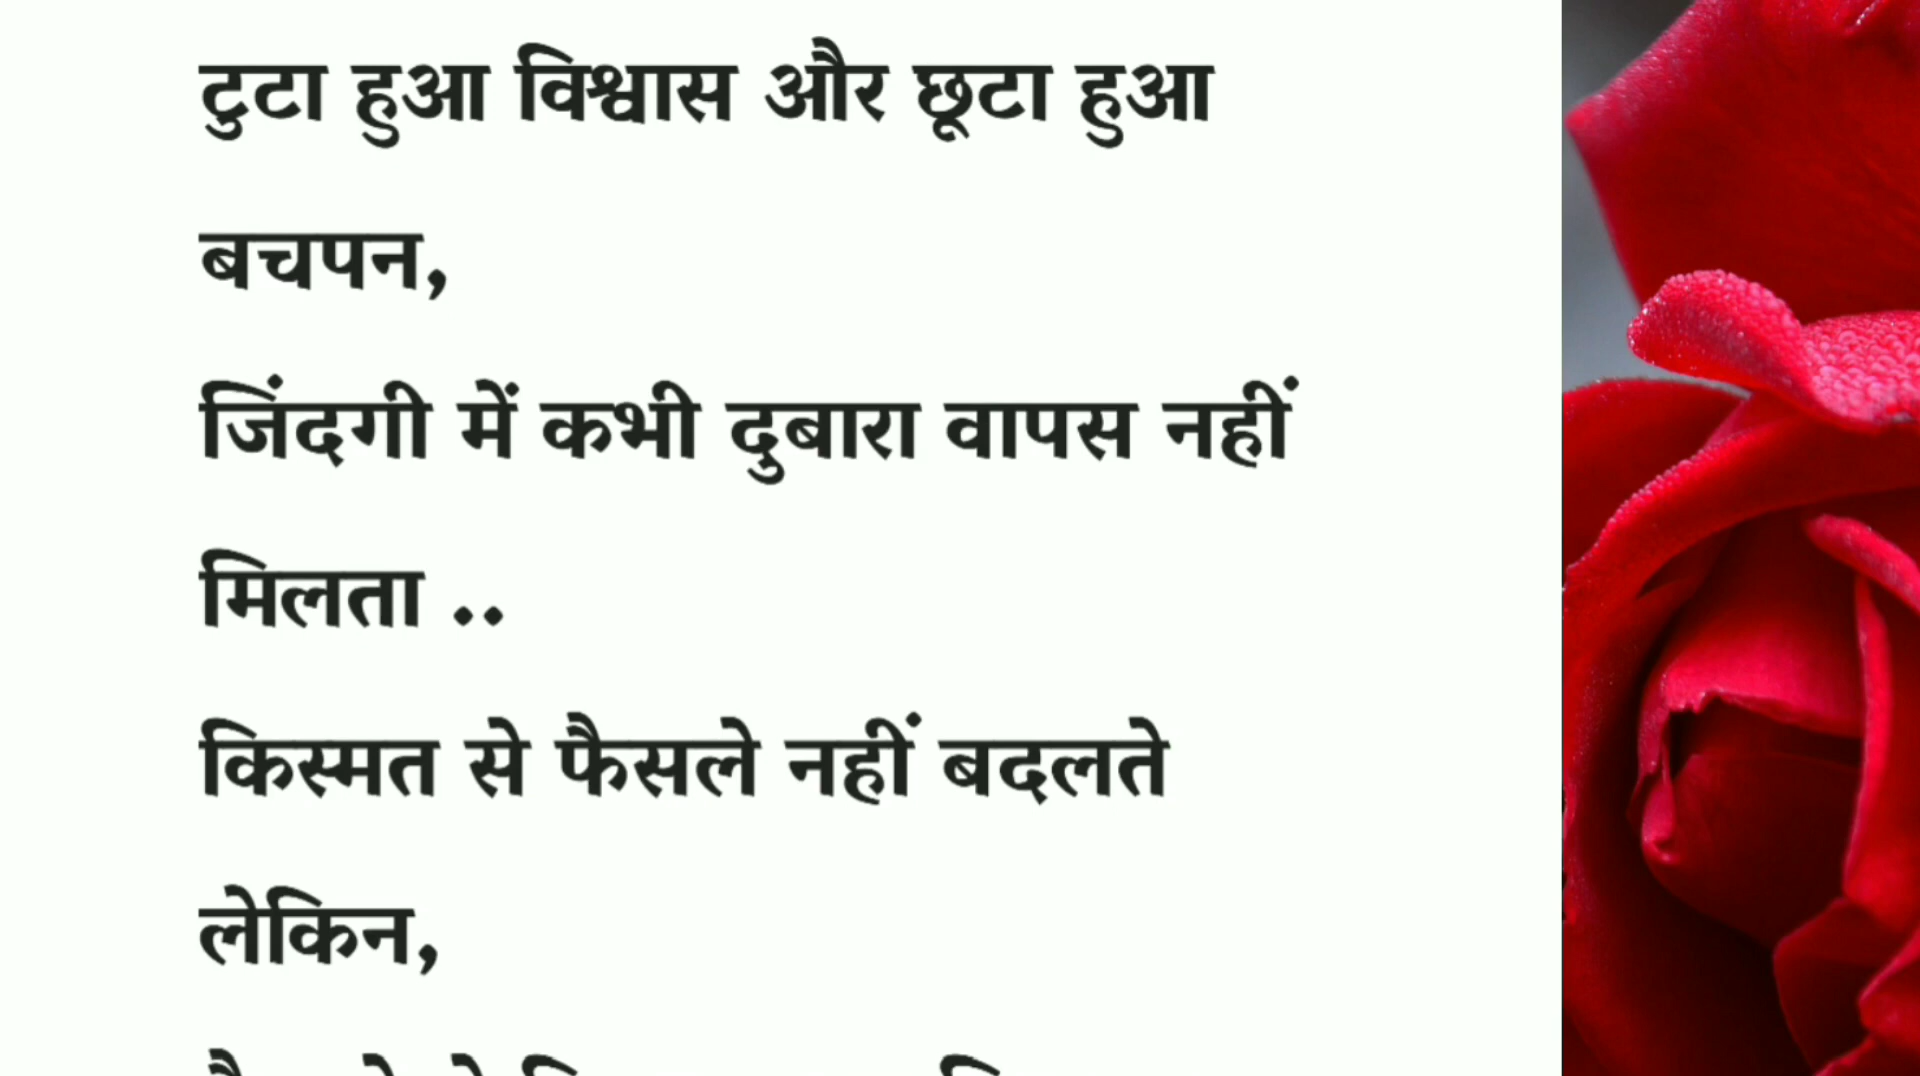 टुटा हुआ विश्वास और छूटा हुआ
बचपन,
जिंदगी में कभी दुबारा वापस नहीं
मिलता ..
किस्मत से फैसले नहीं बदलते
लेकिन,